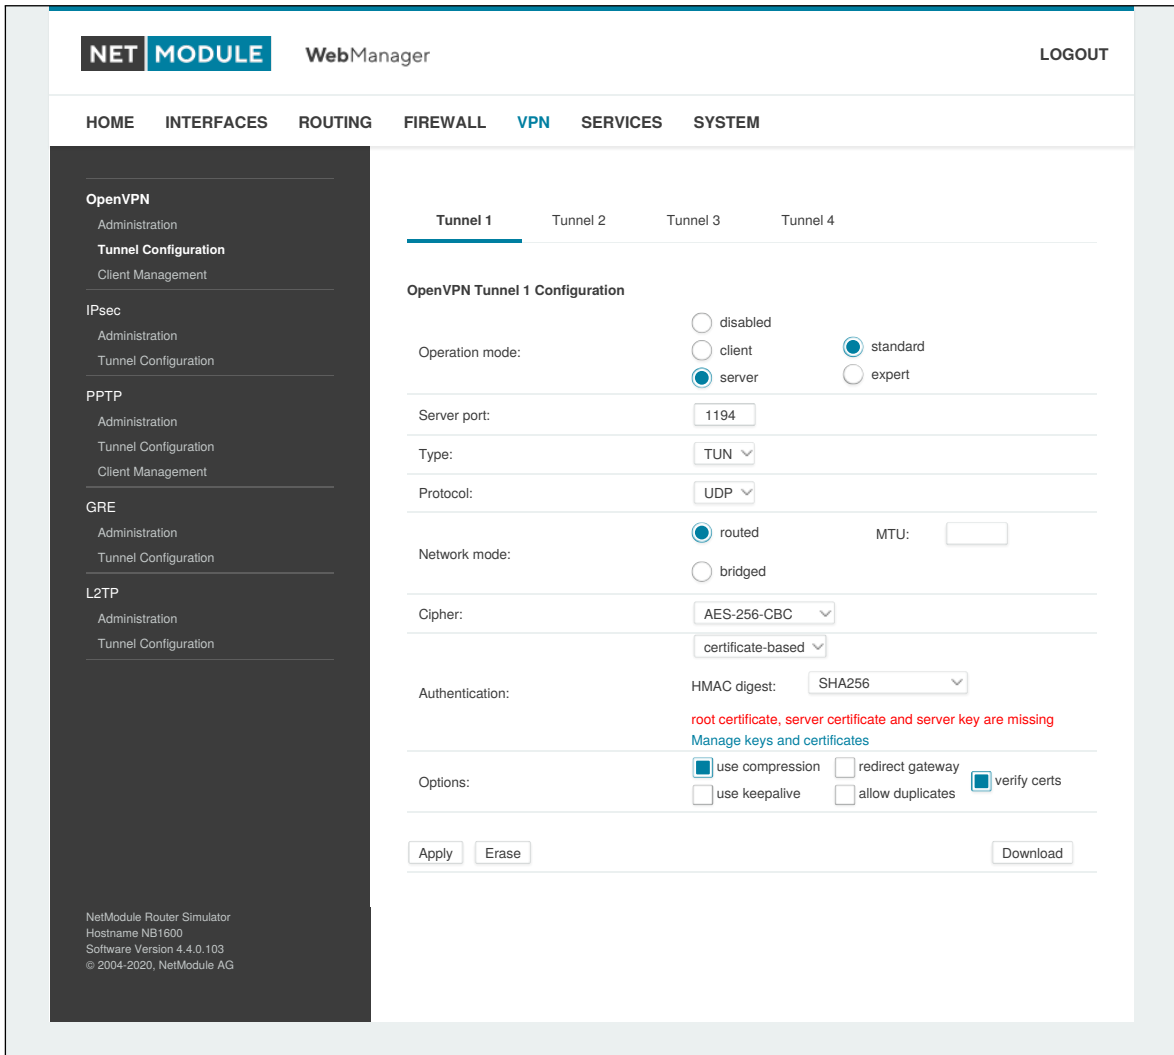 NET MODULE WebManager LOGOUT
HOME INTERFACES ROUTING FIREWALL VPN SERVICES SYSTEM
OpenVPN
Administration
Tunnel Configuration
Client Management
IPsec
Administration
Tunnel Configuration
PPTP
Administration
Tunnel Configuration
Client Management
GRE
Administration
Tunnel Configuration
L2TP
Administration
Tunnel Configuration
NetModule Router Simulator
Hostname NB1600
Software Version 4.4.0.103
© 2004-2020, NetModule AG
Tunnel 1 Tunnel 2 Tunnel 3 Tunnel 4
OpenVPN Tunnel 1 Configuration
Operation mode:
disabled
client
server
standard
expert
Server port: 1194
Type: TUN
Protocol: UDP
Network mode:
routed MTU:
bridged
Cipher: AES-256-CBC
Authentication:
certificate-based
HMAC digest: SHA256
root certificate, server certificate and server key are missing
Manage keys and certificates
Options:
use compression redirect gateway
use keepalive allow duplicates
verify certs
Apply Erase Download